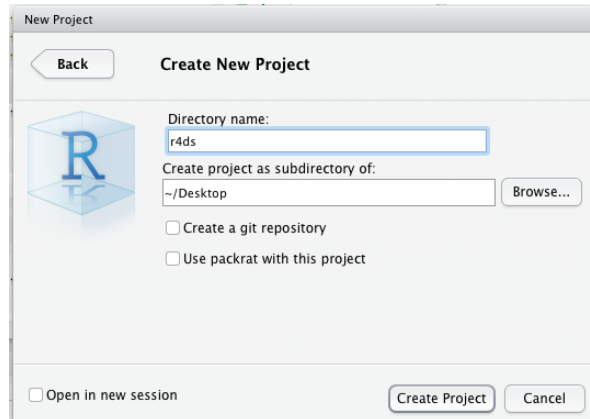 New Project
Back
Create New Project
R
Directory name:
r4ds
Create project as subdirectory of:
~/Desktop
Browse...
Create a git repository
Use packrat with this project
Open in new session
Create Project
Cancel